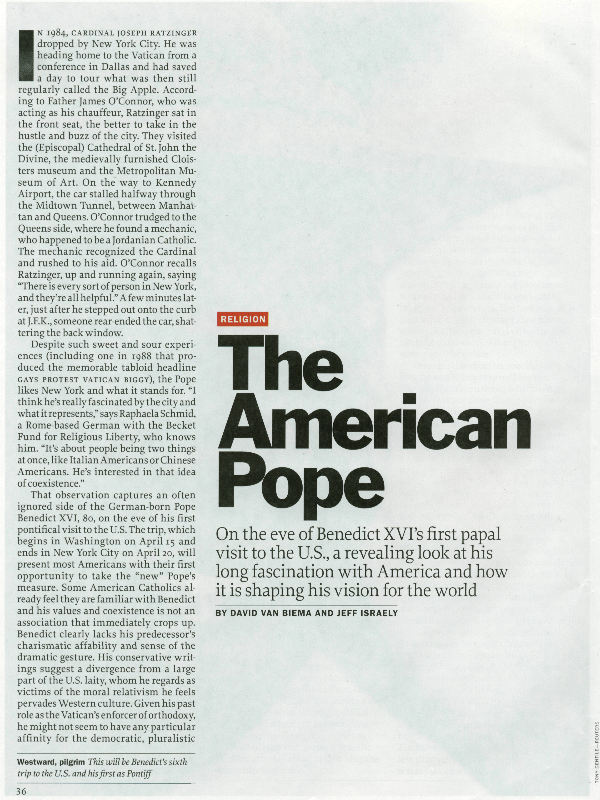 IN 1984, CARDINAL JOSEPH RATZINGER
dropped by New York City. He was
heading home to the Vatican from a
conference in Dallas and had saved
a day to tour what was then still
regularly called the Big Apple. Accord-
ing to Father James O'Connor, who was
acting as his chauffeur, Ratzinger sat in
the front seat, the better to take in the
hustle and buzz of the city. They visited
the (Episcopal) Cathedral of St. John the
Divine, the medievally furnished Clois-
ters museum and the Metropolitan Mu-
seum of Art. On the way to Kennedy
Airport, the car stalled halfway through
the Midtown Tunnel, between Manhat-
tan and Queens. O'Connor trudged to the
Queens side, where he found a mechanic,
who happened to be a Jordanian Catholic.
The mechanic recognized the Cardinal
and rushed to his aid. O'Connor recalls
Ratzinger, up and running again, saying
"There is every sort of person in New York,
and they're all helpful." A few minutes lat-
er, just after he stepped out onto the curb
at J.F.K., someone rear-ended the car, shat-
tering the back window.
Despite such sweet and sour experi-
ences (including one in 1988 that pro-
duced the memorable tabloid headline
GAYS PROTEST VATICAN BIGGY), the Pope
likes New York and what it stands for. "I
think he's really fascinated by the city and
what it represents," says Raphaela Schmid,
a Rome-based German with the Becket
Fund for Religious Liberty, who knows
him. "It's about people being two things
at once, like Italian Americans or Chinese
Americans. He's interested in that idea
of coexistence."
That observation captures an often
ignored side of the German-born Pope
Benedict XVI, 80, on the eve of his first
pontifical visit to the U.S. The trip, which
begins in Washington on April 15 and
ends in New York City on April 20, will
present most Americans with their first
opportunity to take the "new" Pope's
measure. Some American Catholics al-
ready feel they are familiar with Benedict
and his values and coexistence is not an
association that immediately crops up.
Benedict clearly lacks his predecessor's
charismatic affability and sense of the
dramatic gesture. His conservative writ-
ings suggest a divergence from a large
part of the U.S. laity, whom he regards as
victims of the moral relativism he feels
pervades Western culture. Given his past
role as the Vatican's enforcer of orthodoxy,
he might not seem to have any particular
affinity for the democratic, pluralistic
Westward, pilgrim This will be Benedict's sixth
trip to the U.S. and his first as Pontiff
36
RELIGION
The
American
Pope
On the eve of Benedict XVI's first papal
visit to the U.S., a revealing look at his
long fascination with America and how
it is shaping his vision for the world
BY DAVID VAN BIEMA AND JEFF ISRAELY
TONY GENTILE—REUTERS